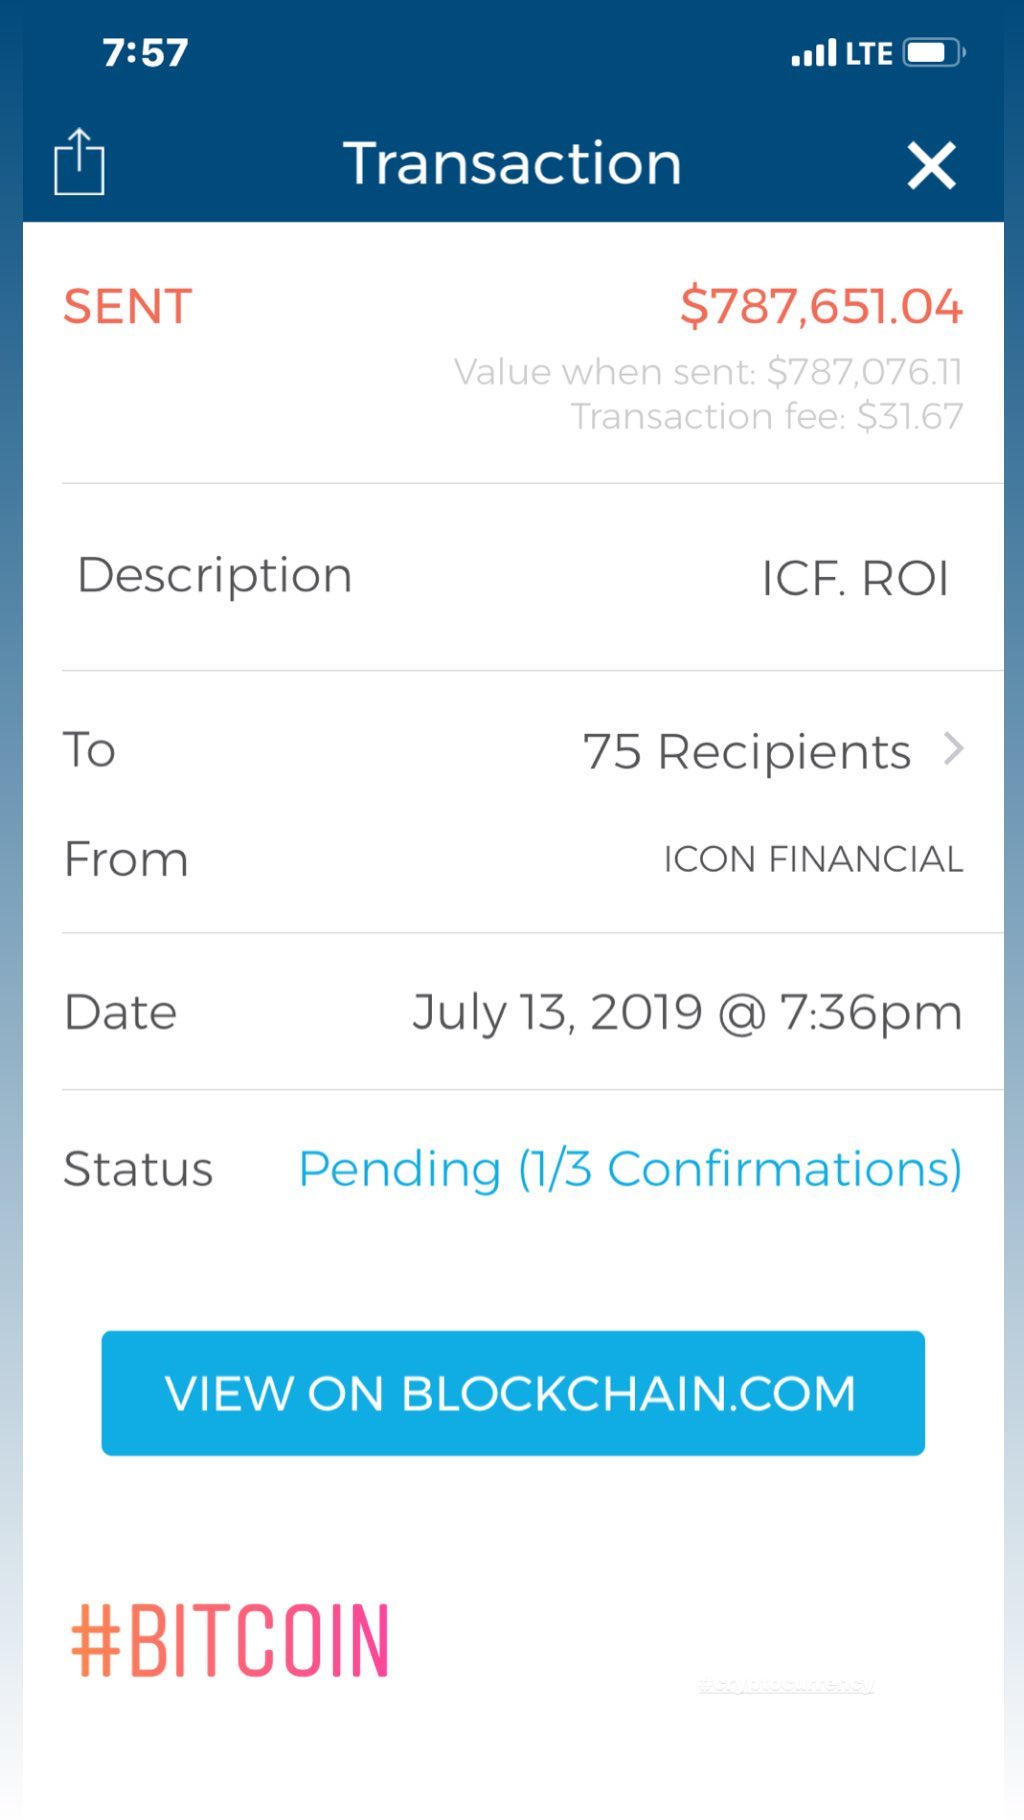 7:57 LTE
Transaction
SENT $787,651.04
Value when sent: $787,076.11
Transaction fee: $31.67
Description ICF. ROI
To 75 Recipients
From ICON FINANCIAL
Date July 13, 2019 @ 7:36pm
Status Pending (1/3 Confirmations)
VIEW ON BLOCKCHAIN.COM
#BITCOIN
#cryptocurrency